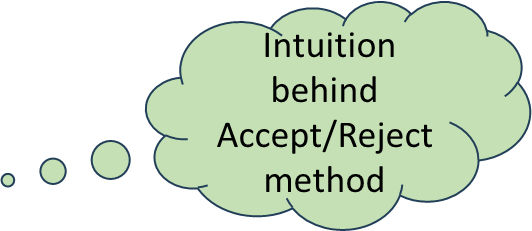 Intuition
behind
Accept/Reject
method